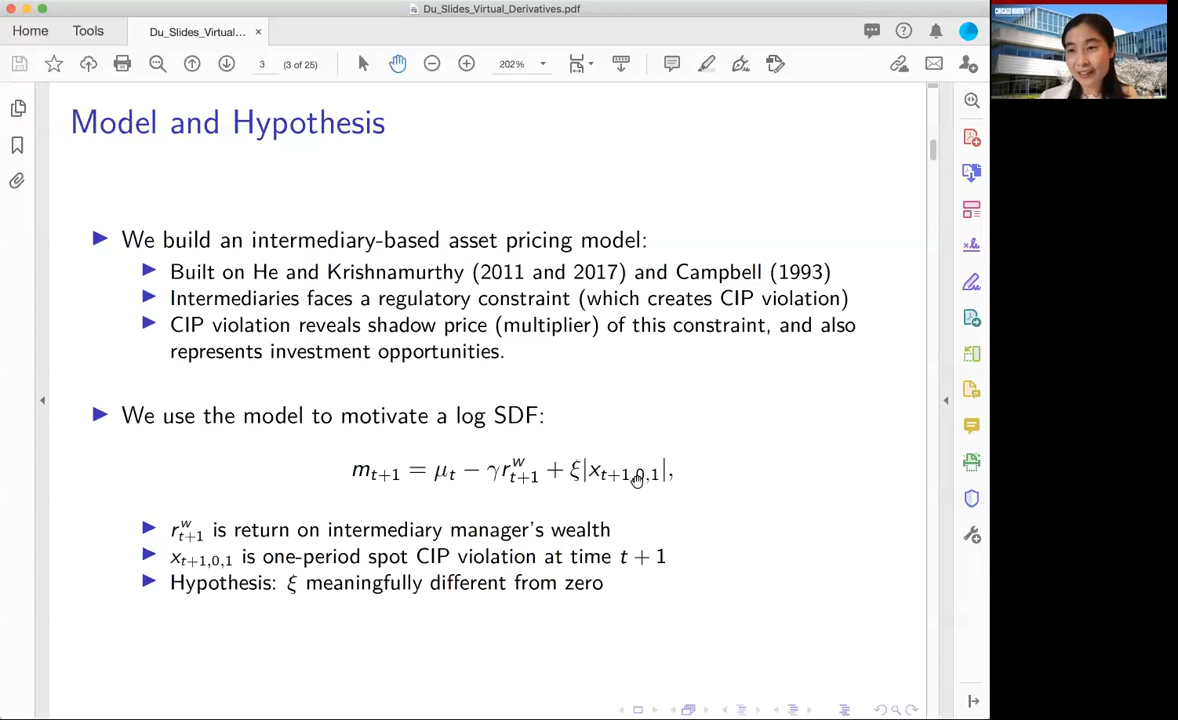 Du_Slides_Virtual_Derivatives.pdf
Home Tools Du_Slides_Virtual... ×
3 (3 of 25) 202%
CHICAGO BOOTH
Model and Hypothesis
We build an intermediary-based asset pricing model:
Built on He and Krishnamurthy (2011 and 2017) and Campbell (1993)
Intermediaries faces a regulatory constraint (which creates CIP violation)
CIP violation reveals shadow price (multiplier) of this constraint, and also
represents investment opportunities.
We use the model to motivate a log SDF:
m_{t+1} = μ_t − γr^w_{t+1} + ξ|x_{t+1,0,1}|,
r^w_{t+1} is return on intermediary manager's wealth
x_{t+1,0,1} is one-period spot CIP violation at time t + 1
Hypothesis: ξ meaningfully different from zero